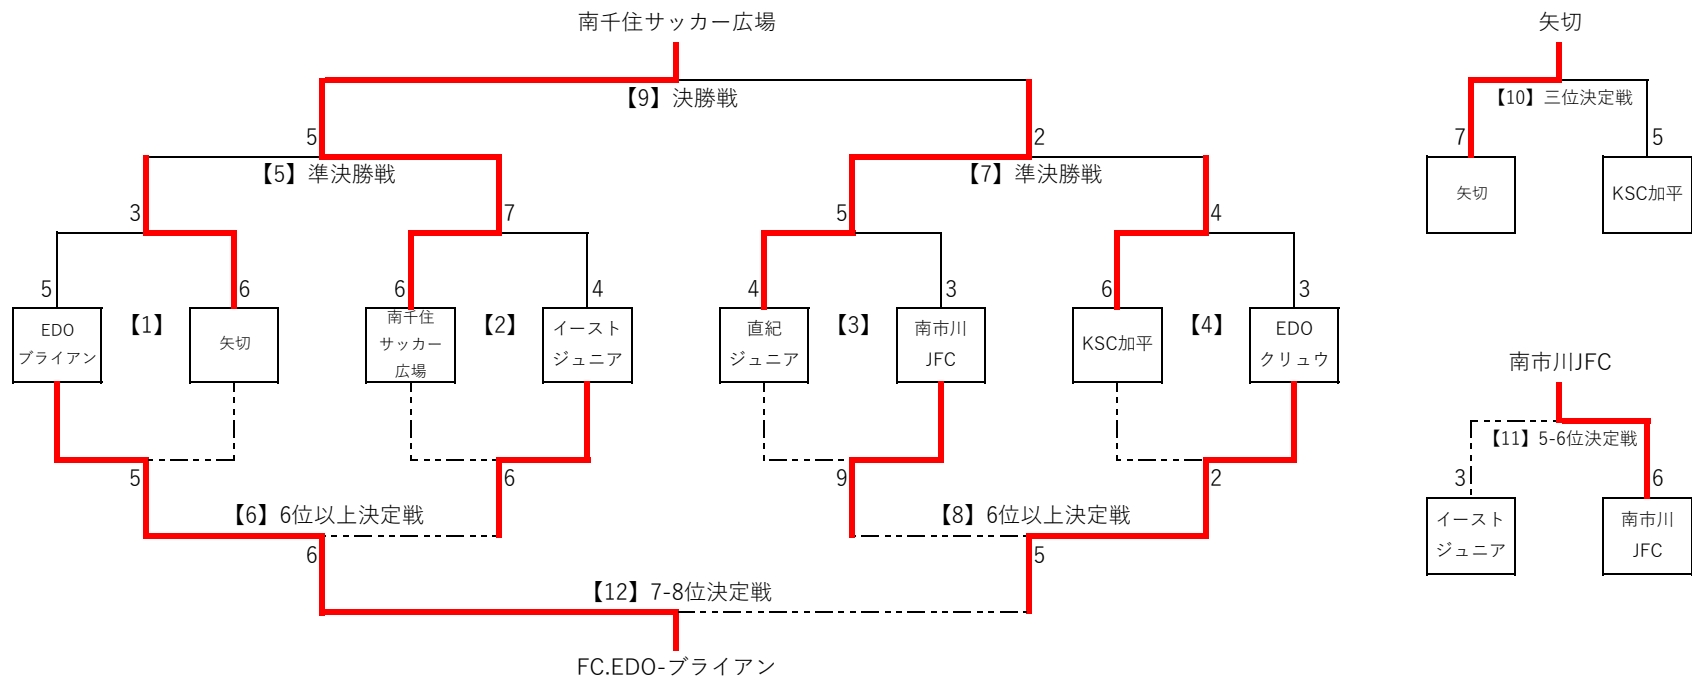 南千住サッカー広場
矢切
【9】決勝戦
【10】三位決定戦
5
2
7
5
【5】準決勝戦
【7】準決勝戦
矢切
KSC加平
3
7
5
4
5
6
6
4
4
3
6
3
EDO
ブライアン
【1】
矢切
南千住
サッカー
広場
【2】
イースト
ジュニア
直紀
ジュニア
【3】
南市川
JFC
KSC加平
【4】
EDO
クリュウ
南市川JFC
【11】5-6位決定戦
5
6
9
2
3
6
【6】6位以上決定戦
【8】6位以上決定戦
イースト
ジュニア
南市川
JFC
6
5
【12】7-8位決定戦
FC.EDO-ブライアン